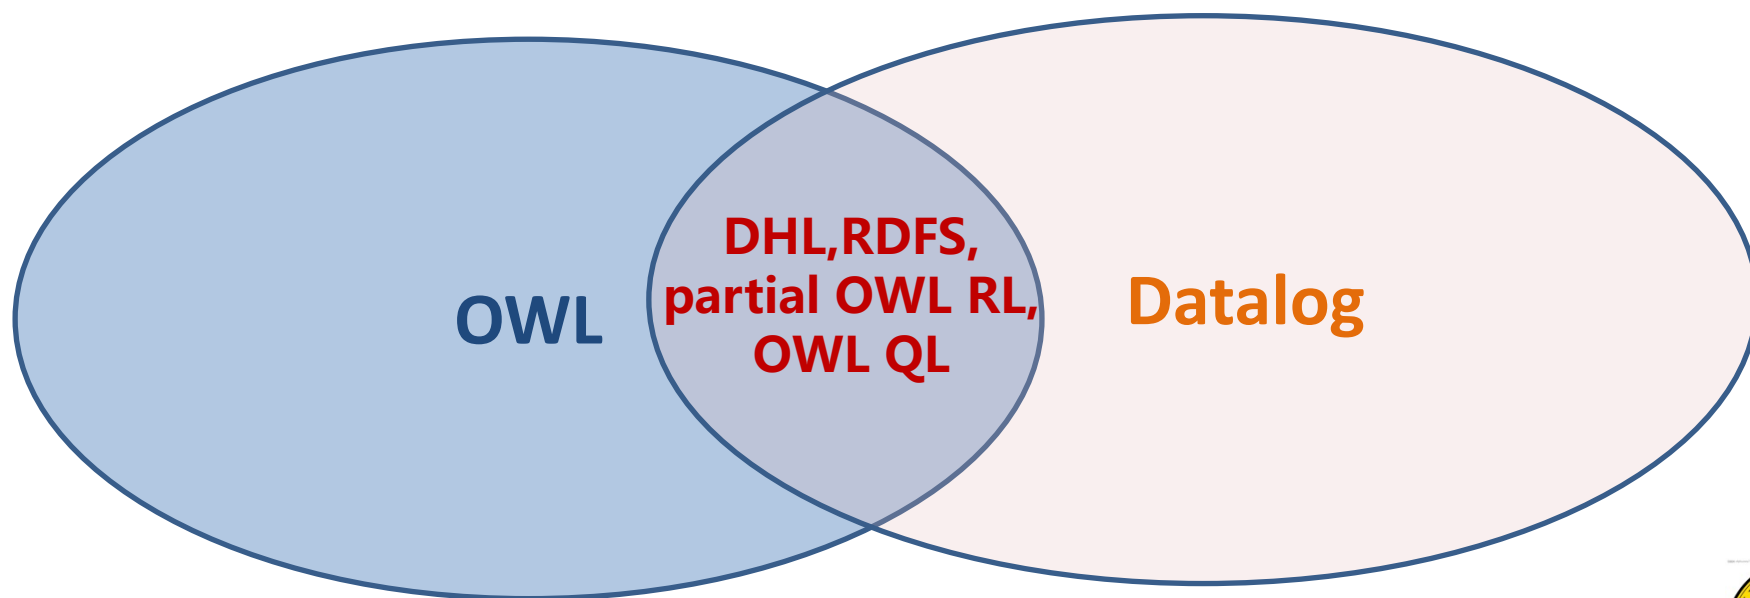 OWL
DHL,RDFS,
partial OWL RL,
OWL QL
Datalog